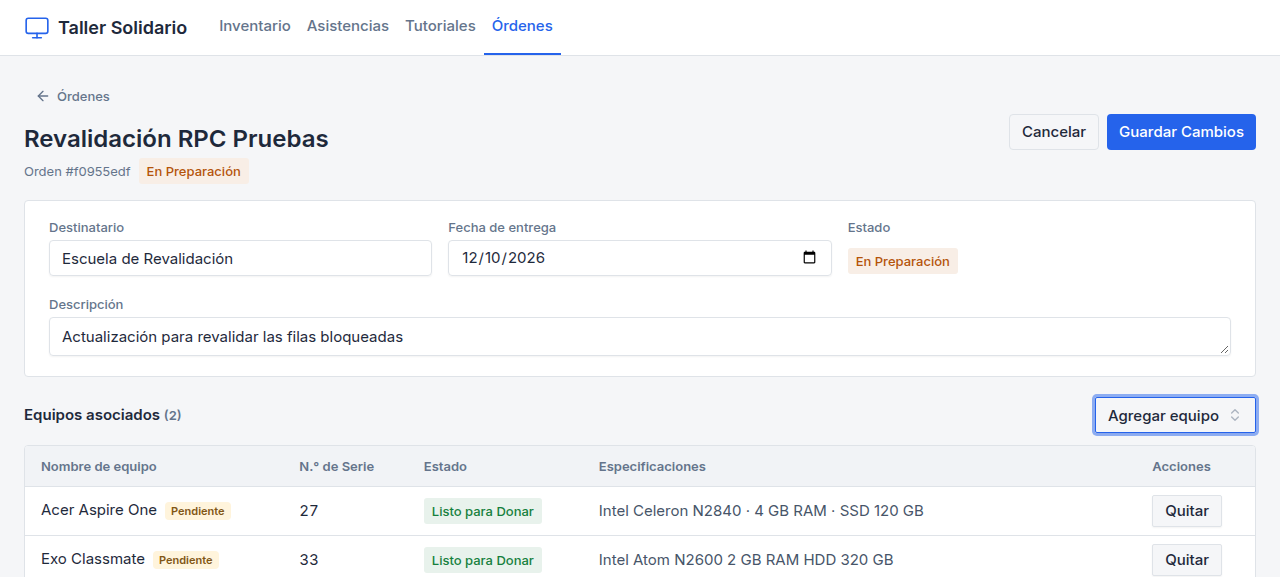 Taller Solidario Inventario Asistencias Tutoriales Órdenes
Órdenes
Revalidación RPC Pruebas
Cancelar Guardar Cambios
Orden #f0955edf En Preparación
Destinatario Fecha de entrega Estado
Escuela de Revalidación 12/10/2026 En Preparación
Descripción
Actualización para revalidar las filas bloqueadas
Equipos asociados (2) Agregar equipo
Nombre de equipo N.º de Serie Estado Especificaciones Acciones
Acer Aspire One Pendiente 27 Listo para Donar Intel Celeron N2840 · 4 GB RAM · SSD 120 GB Quitar
Exo Classmate Pendiente 33 Listo para Donar Intel Atom N2600 2 GB RAM HDD 320 GB Quitar